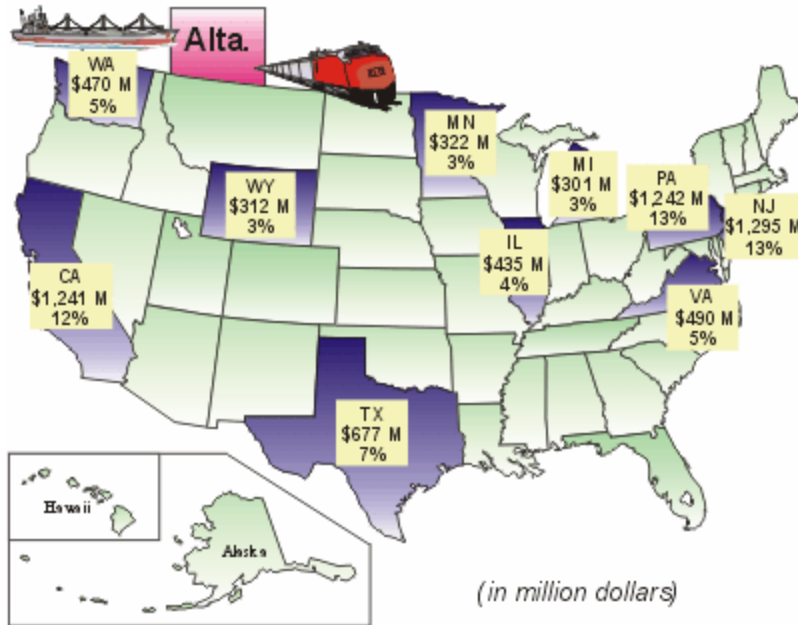 Alta.
WA
$470 M
5%
MN
$322 M
3%
MI
$301 M
3%
PA
$1,242 M
13%
NJ
$1,295 M
13%
WY
$312 M
3%
IL
$435 M
4%
CA
$1,241 M
12%
VA
$490 M
5%
TX
$677 M
7%
Hawaii
Alaska
(in million dollars)